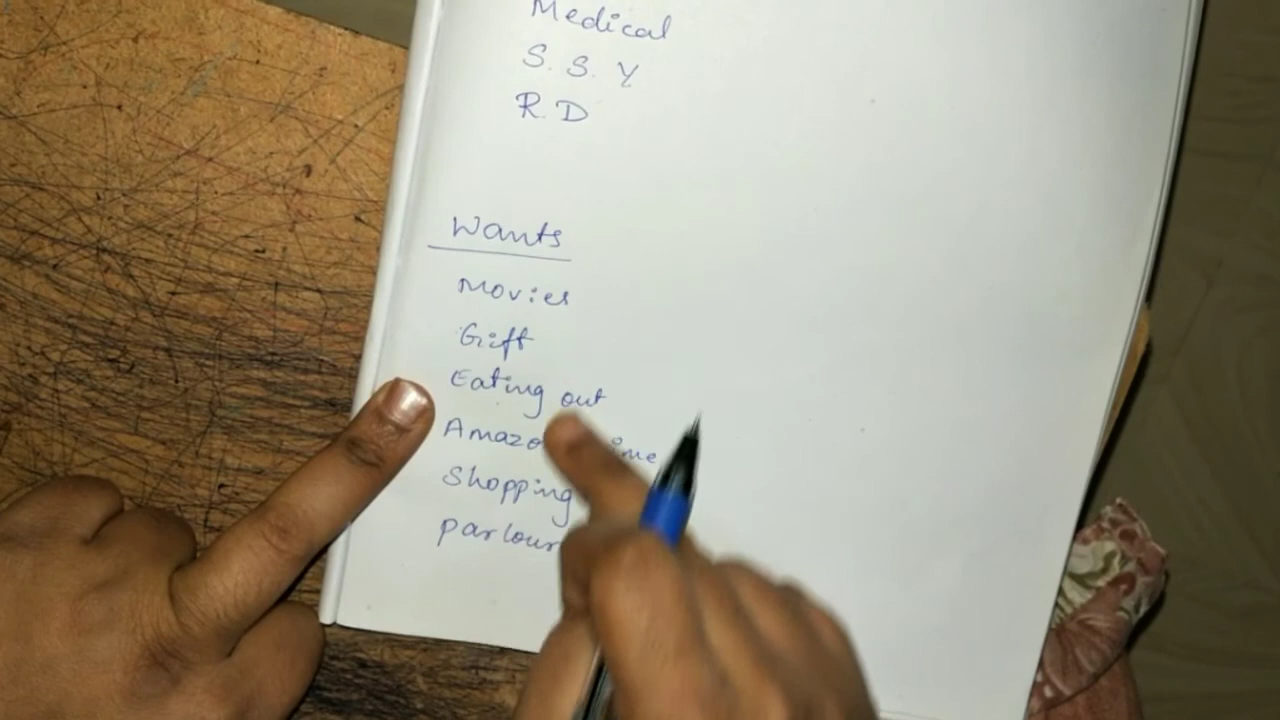 Medical
S. S. Y
R. D
Wants
Movies
Gift
Eating out
Shopping
parlour